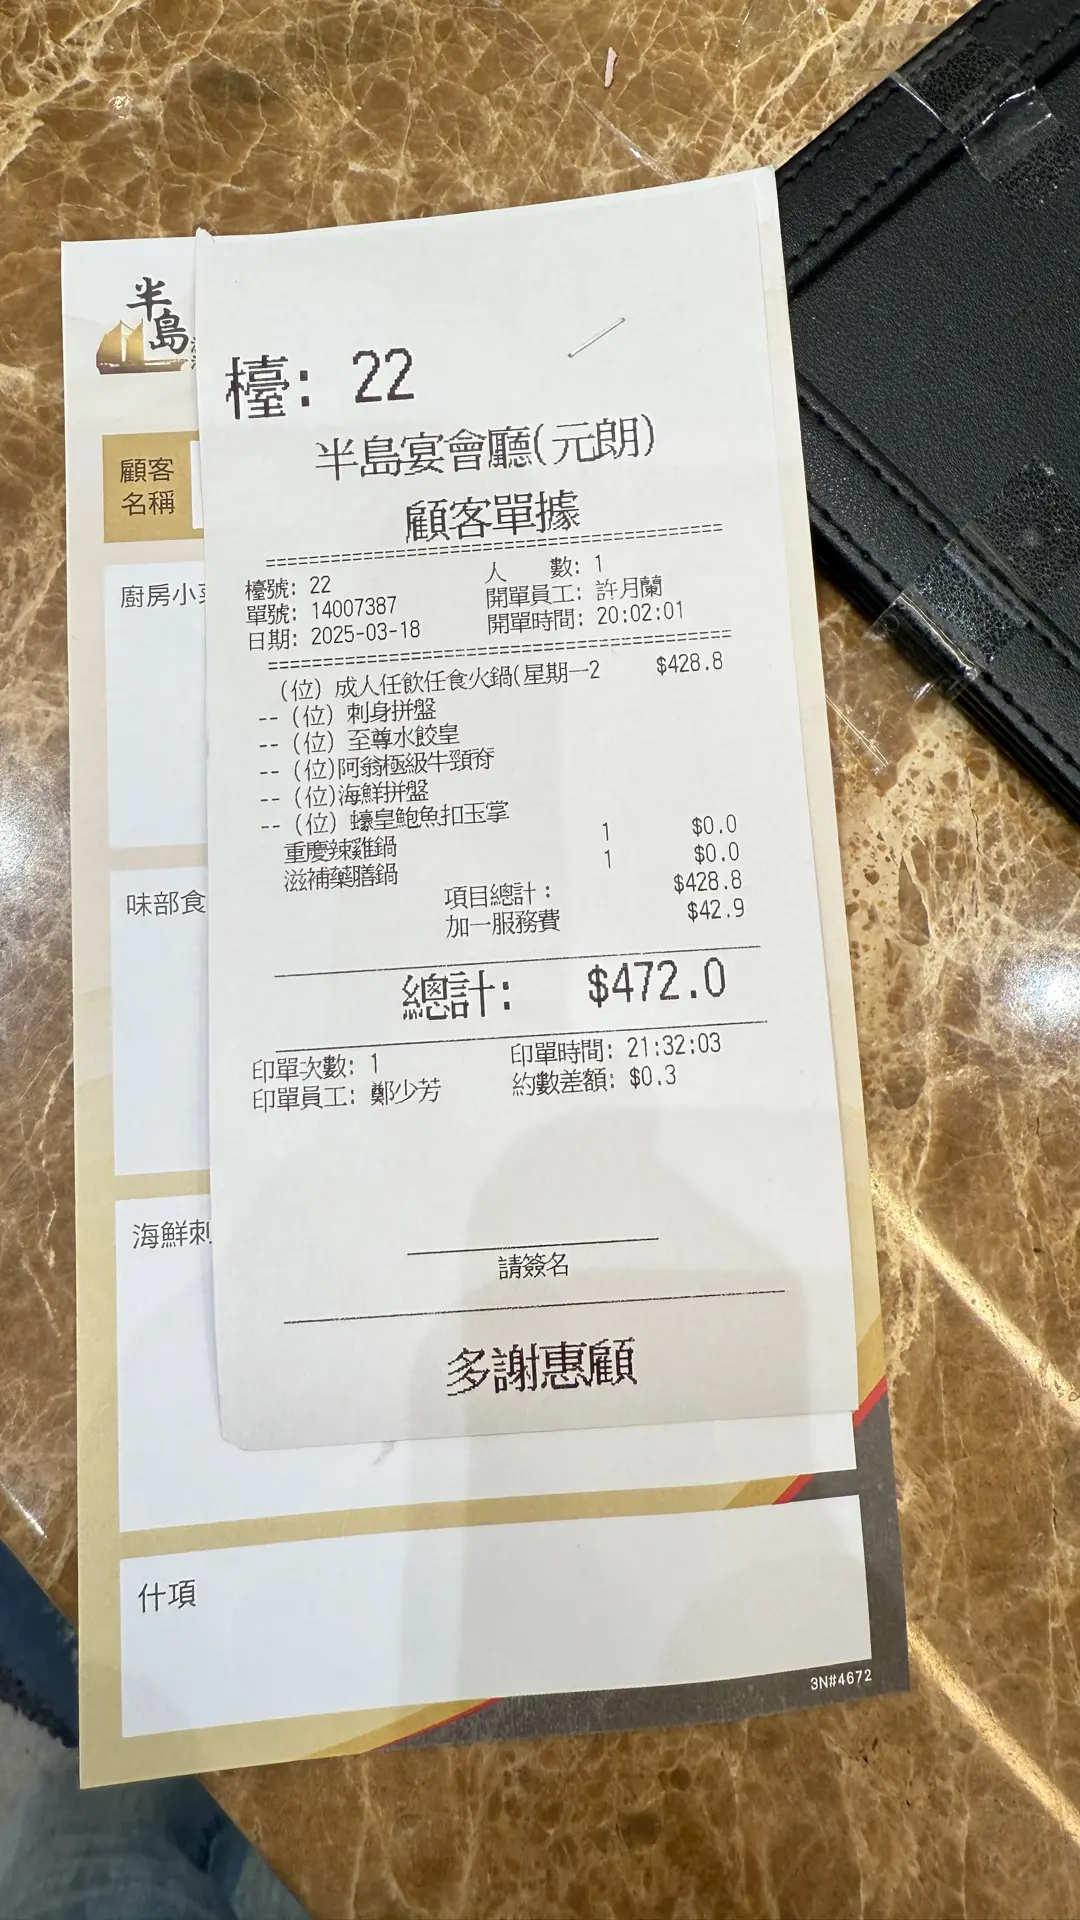 半島
檯: 22
半島宴會廳(元朗)
顧客單據
顧客
名稱
檯號: 22 人 數: 1
單號: 14007387 開單員工: 許月蘭
日期: 2025-03-18 開單時間: 20:02:01
廚房小
(位) 成人任飲任食火鍋(星期一2 $428.8
-- (位) 刺身拼盤
-- (位) 至尊水餃皇
-- (位)阿翁極級牛頸脊
-- (位)海鮮拼盤
-- (位) 蠔皇鮑魚扣玉掌
重慶辣雞鍋 1 $0.0
滋補藥膳鍋 1 $0.0
味部食
項目總計: $428.8
加一服務費 $42.9
總計: $472.0
印單次數: 1 印單時間: 21:32:03
印單員工: 鄭少芳 約數差額: $0.3
海鮮刺
請簽名
多謝惠顧
什項
3N#4672